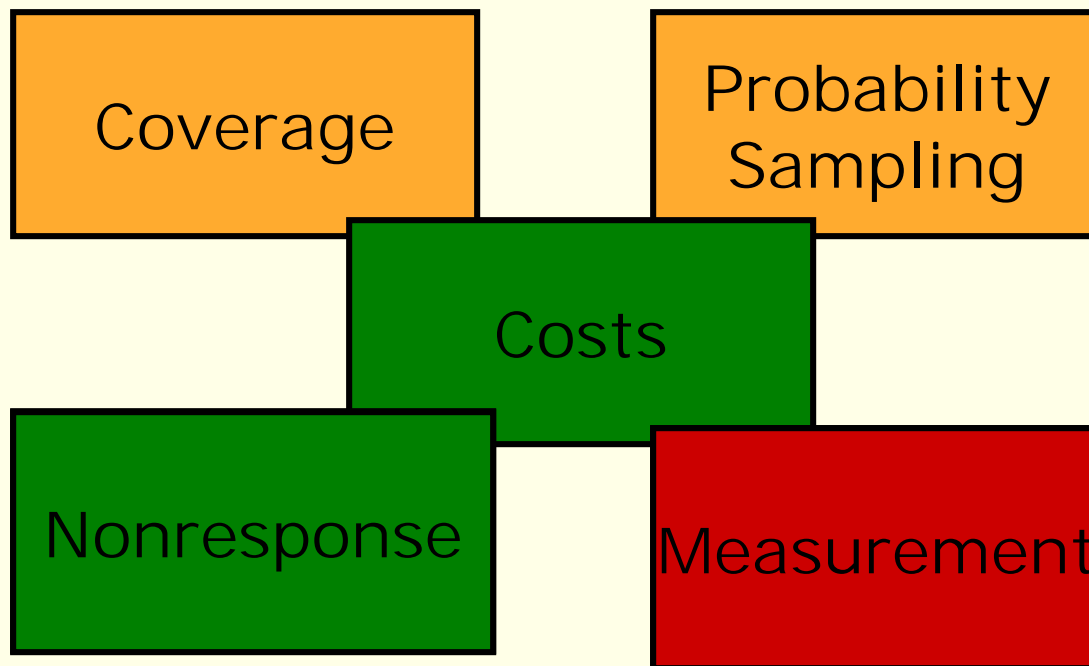 Coverage
Probability
Sampling
Costs
Nonresponse
Measurement